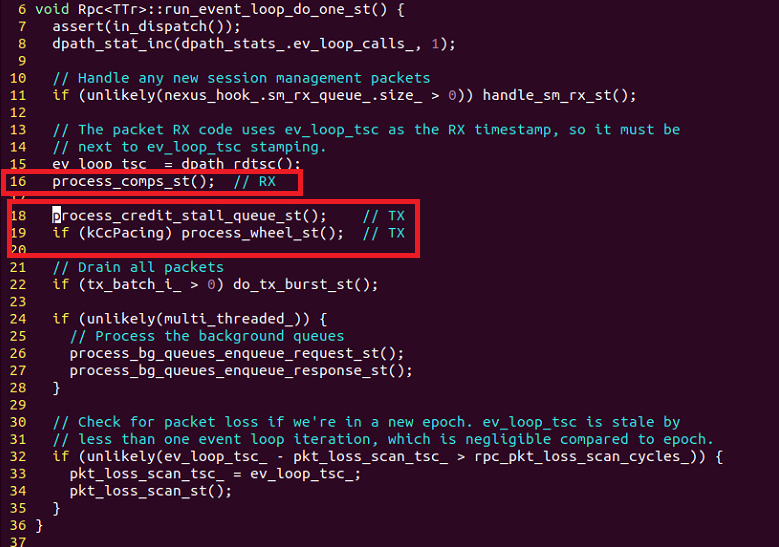 6 void Rpc<TTr>::run_event_loop_do_one_st() {
7 assert(in_dispatch());
8 dpath_stat_inc(dpath_stats_.ev_loop_calls_, 1);
9
10 // Handle any new session management packets
11 if (unlikely(nexus_hook_.sm_rx_queue_.size_ > 0)) handle_sm_rx_st();
12
13 // The packet RX code uses ev_loop_tsc as the RX timestamp, so it must be
14 // next to ev_loop_tsc stamping.
15 ev_loop_tsc_ = dpath_rdtsc();
16 process_comps_st(); // RX
17
18 process_credit_stall_queue_st(); // TX
19 if (kCcPacing) process_wheel_st(); // TX
20
21 // Drain all packets
22 if (tx_batch_i_ > 0) do_tx_burst_st();
23
24 if (unlikely(multi_threaded_)) {
25 // Process the background queues
26 process_bg_queues_enqueue_request_st();
27 process_bg_queues_enqueue_response_st();
28 }
29
30 // Check for packet loss if we're in a new epoch. ev_loop_tsc is stale by
31 // less than one event loop iteration, which is negligible compared to epoch.
32 if (unlikely(ev_loop_tsc_ - pkt_loss_scan_tsc_ > rpc_pkt_loss_scan_cycles_)) {
33 pkt_loss_scan_tsc_ = ev_loop_tsc_;
34 pkt_loss_scan_st();
35 }
36 }
37